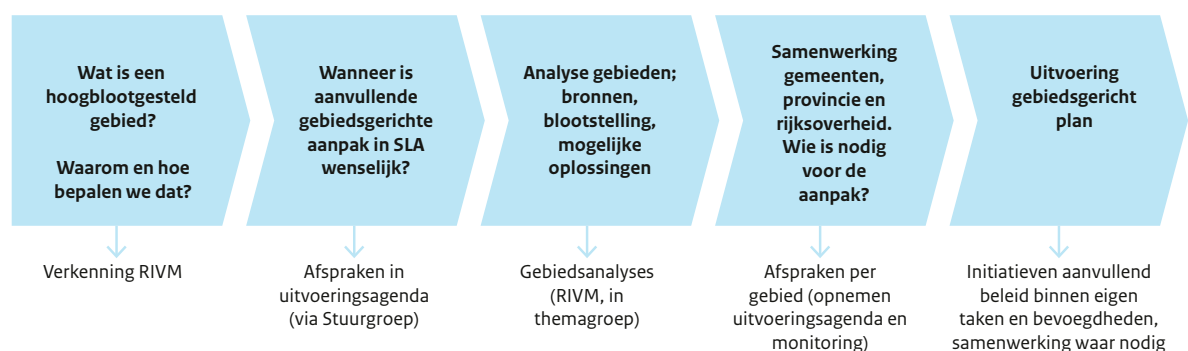 Wat is een
hoogblootgesteld
gebied?
Waarom en hoe
bepalen we dat?
Verkenning RIVM
Wanneer is
aanvullende
gebiedsgerichte
aanpak in SLA
wenselijk?
Afspraken in
uitvoeringsagenda
(via Stuurgroep)
Analyse gebieden;
bronnen,
blootstelling,
mogelijke
oplossingen
Gebiedsanalyses
(RIVM, in
themagroep)
Samenwerking
gemeenten,
provincie en
rijksoverheid.
Wie is nodig
voor de
aanpak?
Afspraken per
gebied (opnemen
uitvoeringsagenda en
monitoring)
Uitvoering
gebiedsgericht
plan
Initiatieven aanvullend
beleid binnen eigen
taken en bevoegdheden,
samenwerking waar nodig